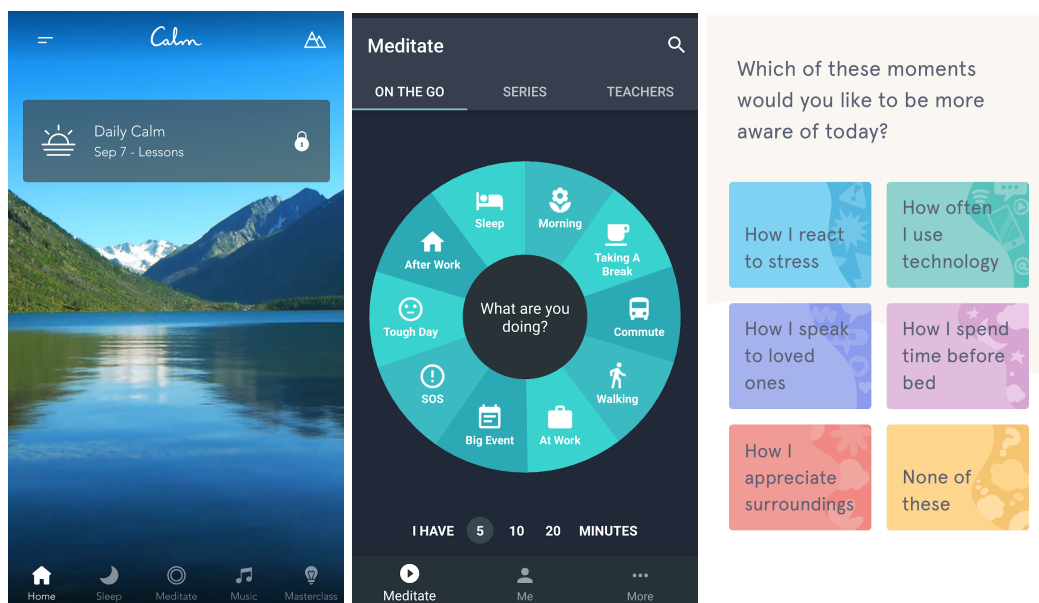 Calm
Daily Calm
Sep 7 - Lessons
Home
Sleep
Meditate
Music
Masterclass
Meditate
ON THE GO
SERIES
TEACHERS
Sleep
Morning
Taking A
Break
Commute
Walking
At Work
Big Event
SOS
Tough Day
After Work
What are you
doing?
I HAVE 5 10 20 MINUTES
Meditate
Me
More
Which of these moments
would you like to be more
aware of today?
How I react
to stress
How often
I use
technology
How I speak
to loved
ones
How I spend
time before
bed
How I
appreciate
surroundings
None of
these